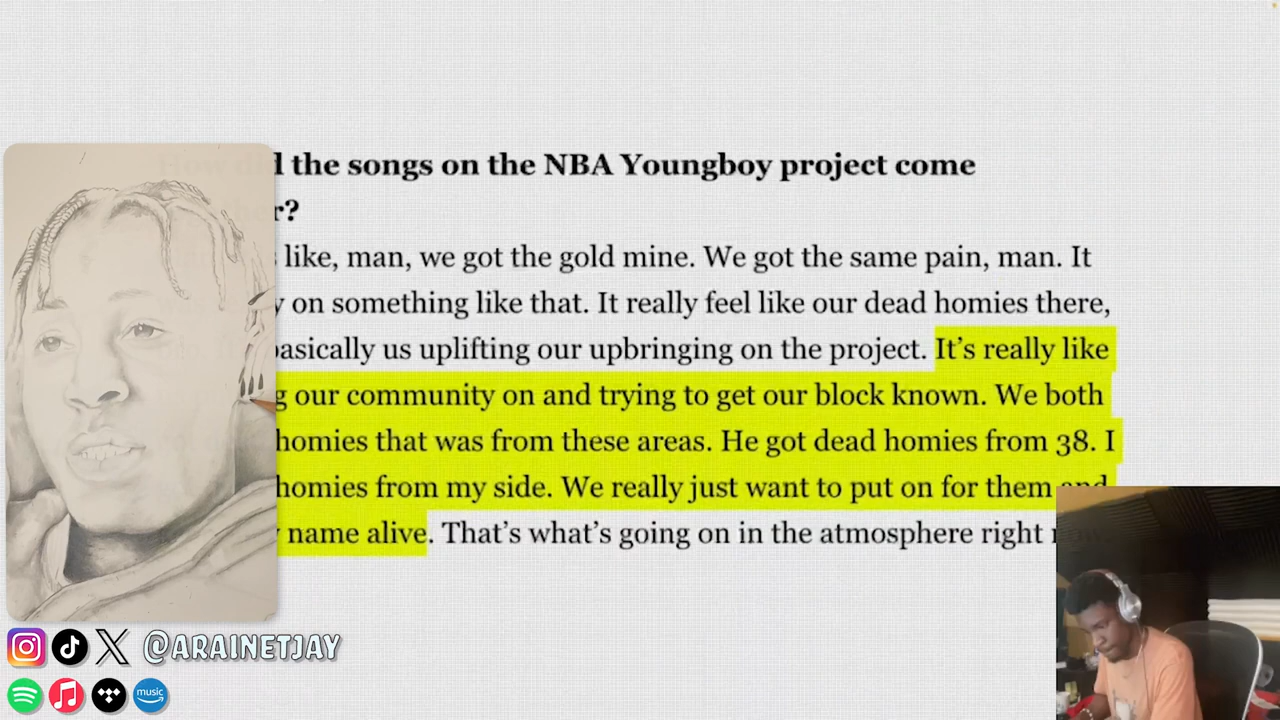 the songs on the NBA Youngboy project come
like, man, we got the gold mine. We got the same pain, man. It
on something like that. It really feel like our dead homies there,
basically us uplifting our upbringing on the project. It's really like
our community on and trying to get our block known. We both
homies that was from these areas. He got dead homies from 38. I
homies from my side. We really just want to put on for them and
name alive. That's what's going on in the atmosphere right
@ARAINETJAY
music